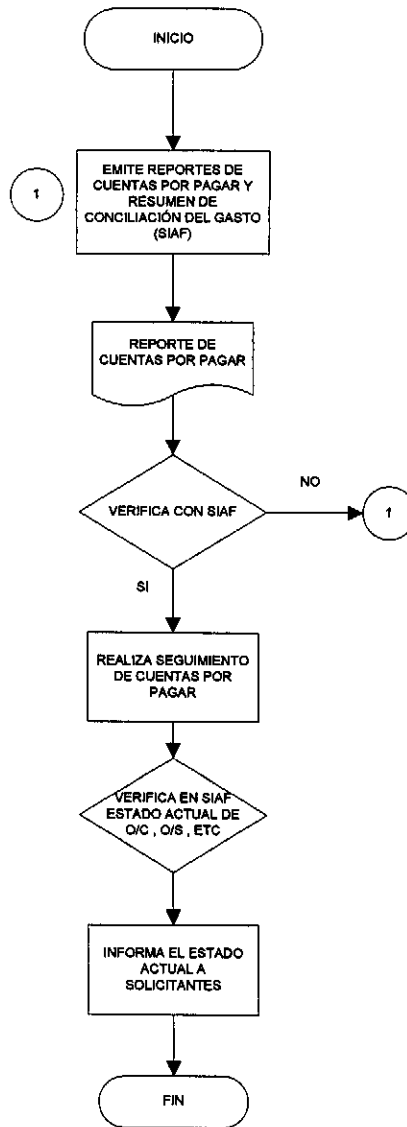 INICIO
1
EMITE REPORTES DE
CUENTAS POR PAGAR Y
RESUMEN DE
CONCILIACIÓN DEL GASTO
(SIAF)
REPORTE DE
CUENTAS POR PAGAR
VERIFICA CON SIAF
NO
1
SI
REALIZA SEGUIMIENTO
DE CUENTAS POR
PAGAR
VERIFICA EN SIAF
ESTADO ACTUAL DE
O/C , O/S , ETC
INFORMA EL ESTADO
ACTUAL A
SOLICITANTES
FIN